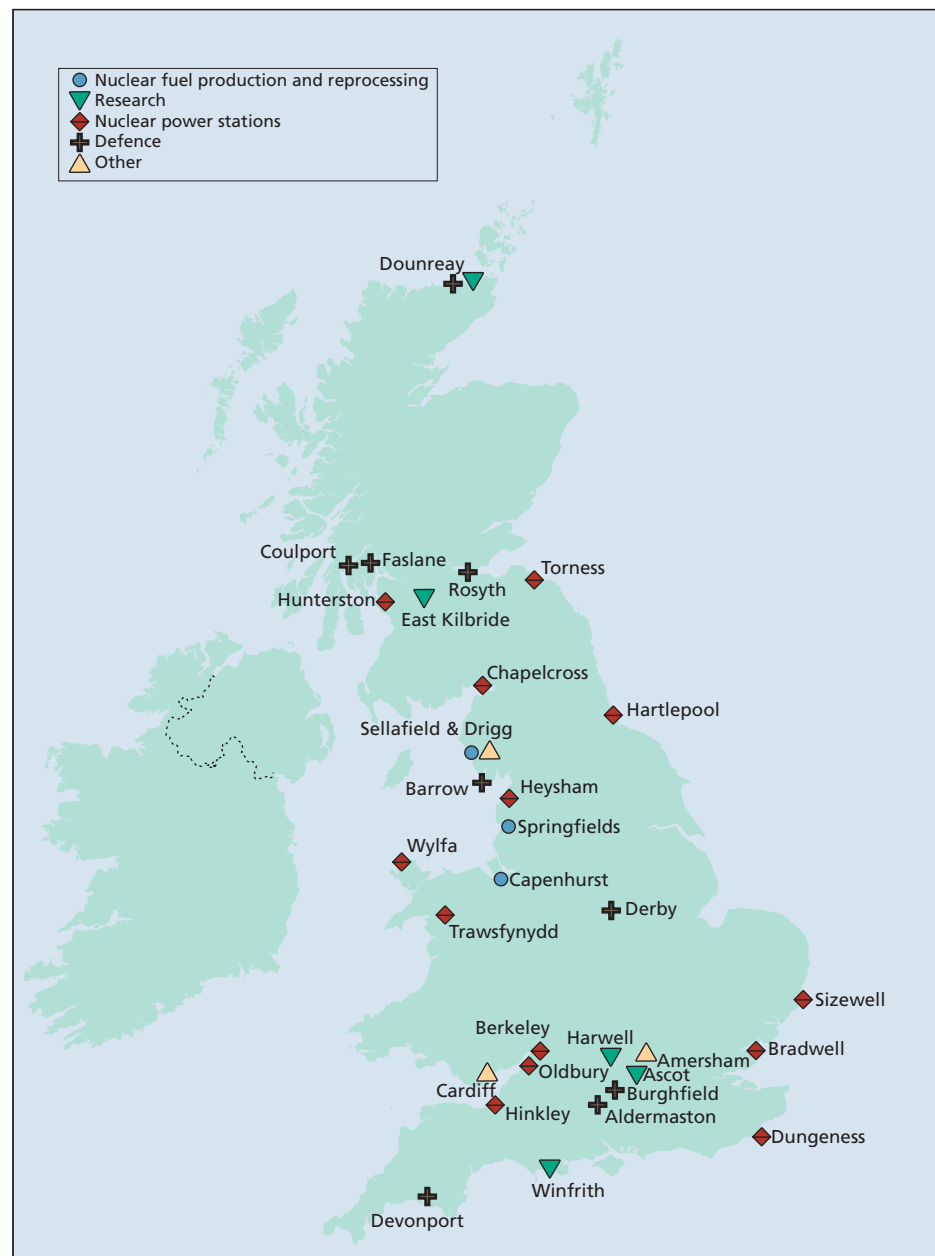 Nuclear fuel production and reprocessing
Research
Nuclear power stations
Defence
Other
Dounreay
Coulport
Faslane
Rosyth
Torness
Hunterston
East Kilbride
Chapelcross
Hartlepool
Sellafield & Drigg
Barrow
Heysham
Springfields
Wylfa
Capenhurst
Derby
Trawsfynydd
Sizewell
Berkeley
Harwell
Bradwell
Amersham
Oldbury
Ascot
Cardiff
Burghfield
Hinkley
Aldermaston
Dungeness
Winfrith
Devonport